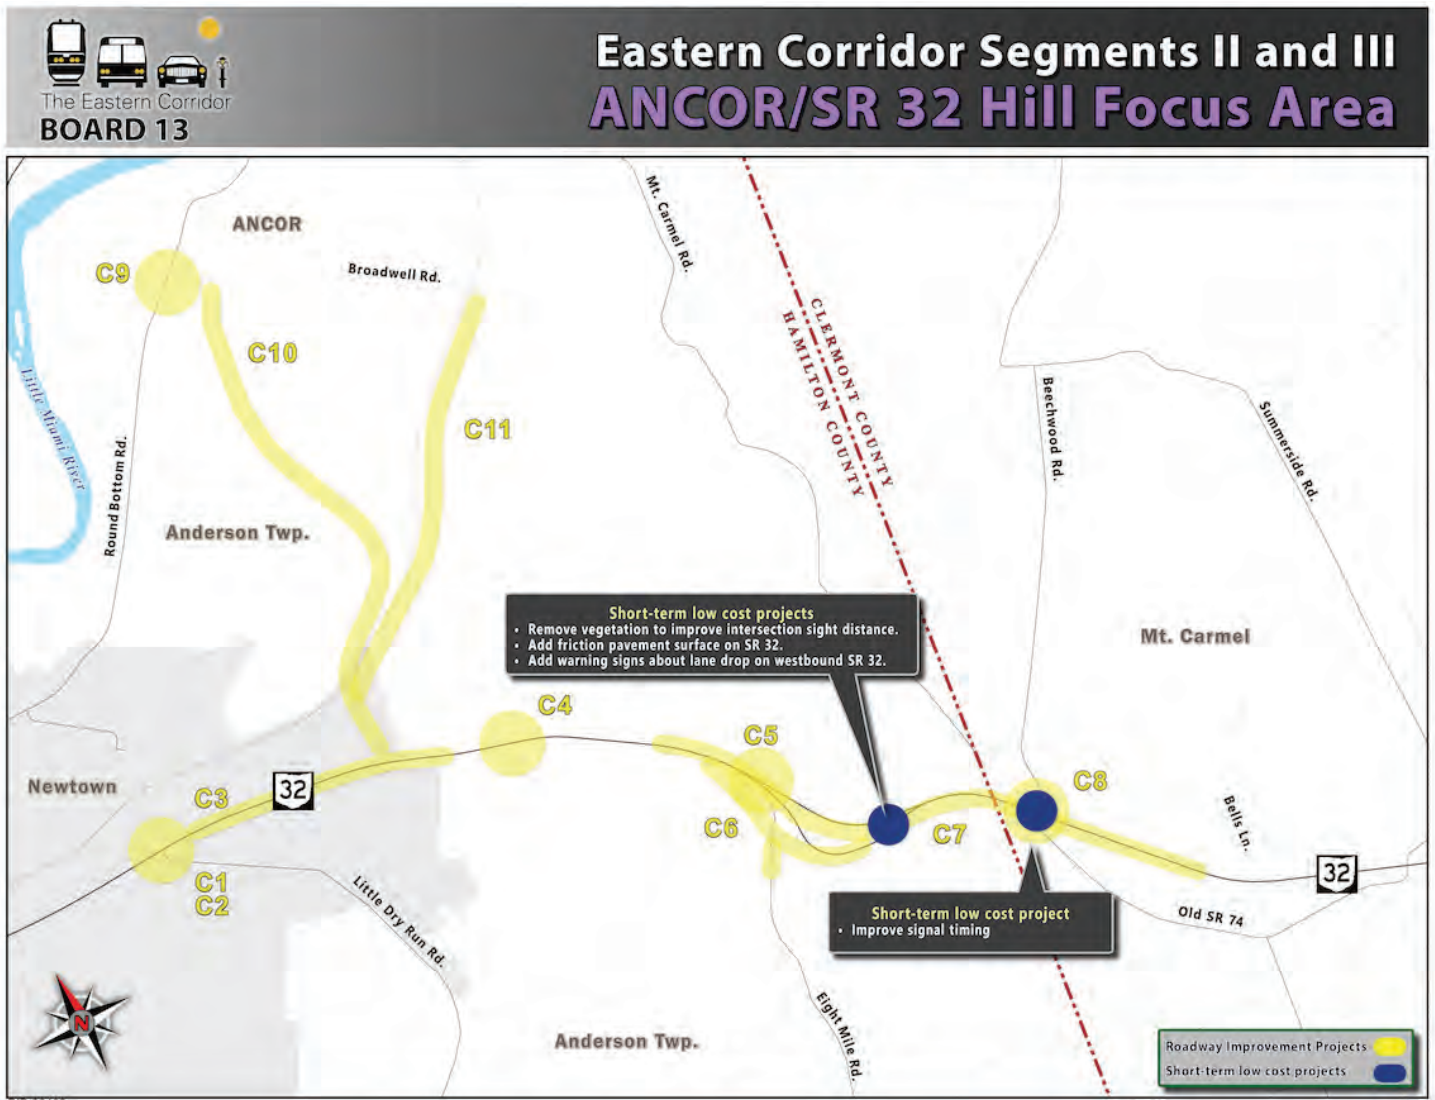 Eastern Corridor Segments II and III
ANCOR/SR 32 Hill Focus Area
The Eastern Corridor
BOARD 13
ANCOR
C9
Broadwell Rd.
Mt. Carmel Rd.
C10
CLERMONT COUNTY
HAMILTON COUNTY
Little Miami River
C11
Beechwood Rd.
Summerside Rd.
Round Bottom Rd.
Anderson Twp.
Short-term low cost projects
• Remove vegetation to improve intersection sight distance.
• Add friction pavement surface on SR 32.
• Add warning signs about lane drop on westbound SR 32.
Mt. Carmel
C4
C5
Newtown
C3
32
C8
C6
C7
Bells Ln.
32
C1
C2
Little Dry Run Rd.
Short-term low cost project
• Improve signal timing
Old SR 74
Eight Mile Rd.
N
Anderson Twp.
Roadway Improvement Projects
Short-term low cost projects